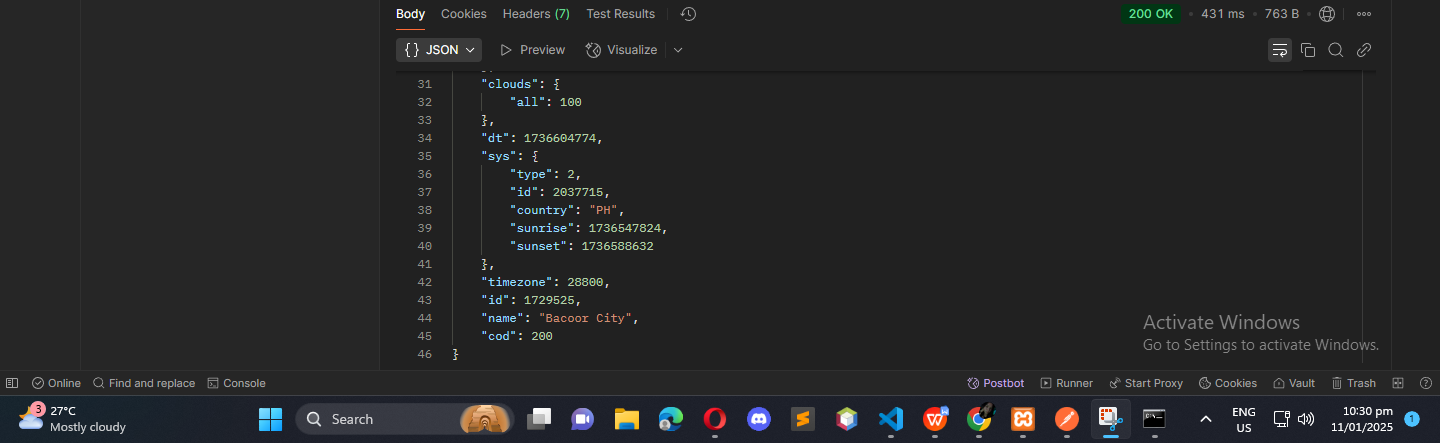 Body Cookies Headers (7) Test Results 200 OK • 431 ms • 763 B •
{} JSON Preview Visualize
31 "clouds": {
32 "all": 100
33 },
34 "dt": 1736604774,
35 "sys": {
36 "type": 2,
37 "id": 2037715,
38 "country": "PH",
39 "sunrise": 1736547824,
40 "sunset": 1736588632
41 },
42 "timezone": 28800,
43 "id": 1729525,
44 "name": "Bacoor City",
45 "cod": 200
46 }
Activate Windows
Go to Settings to activate Windows.
Online Find and replace Console Postbot Runner Start Proxy Cookies Vault Trash
3 27°C
Mostly cloudy
Search
ENG
US
10:30 pm
11/01/2025
1